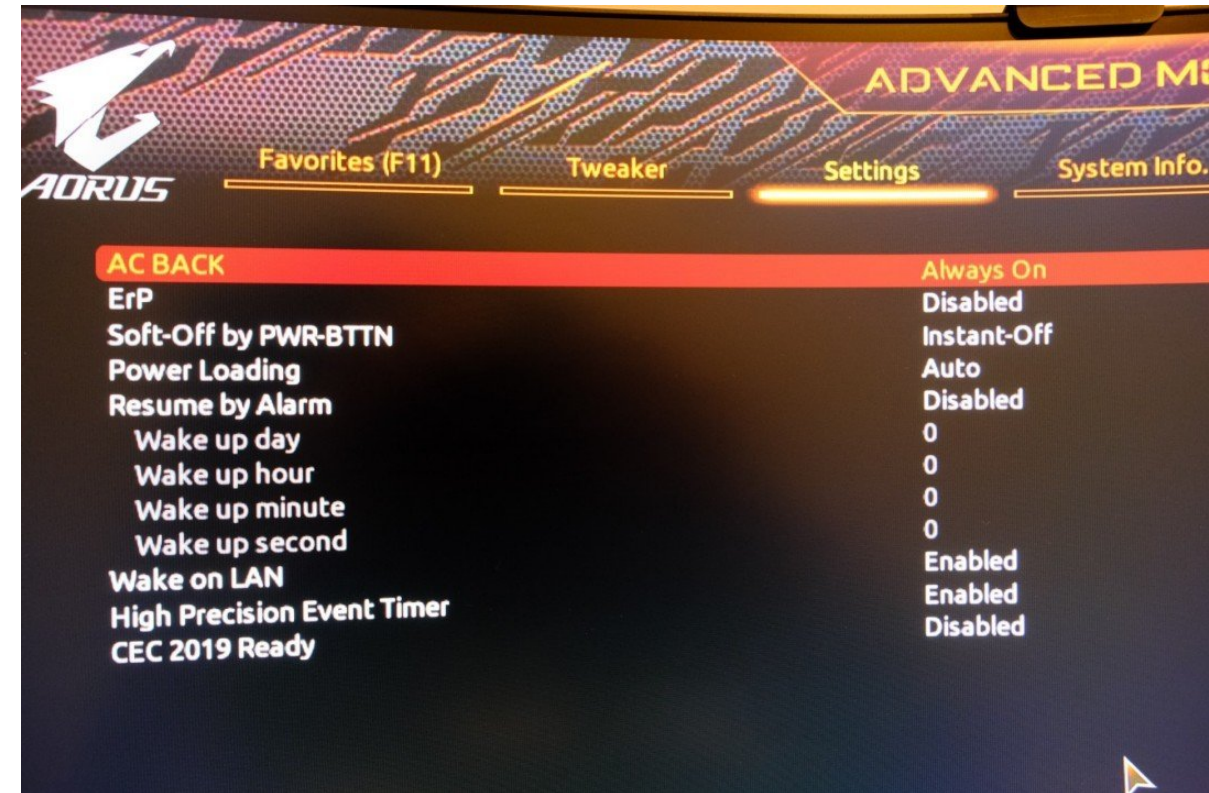 ADVANCED
AORUS
Favorites (F11) Tweaker Settings System Info.
AC BACK Always On
ErP Disabled
Soft-Off by PWR-BTTN Instant-Off
Power Loading Auto
Resume by Alarm Disabled
Wake up day 0
Wake up hour 0
Wake up minute 0
Wake up second 0
Wake on LAN Enabled
High Precision Event Timer Enabled
CEC 2019 Ready Disabled